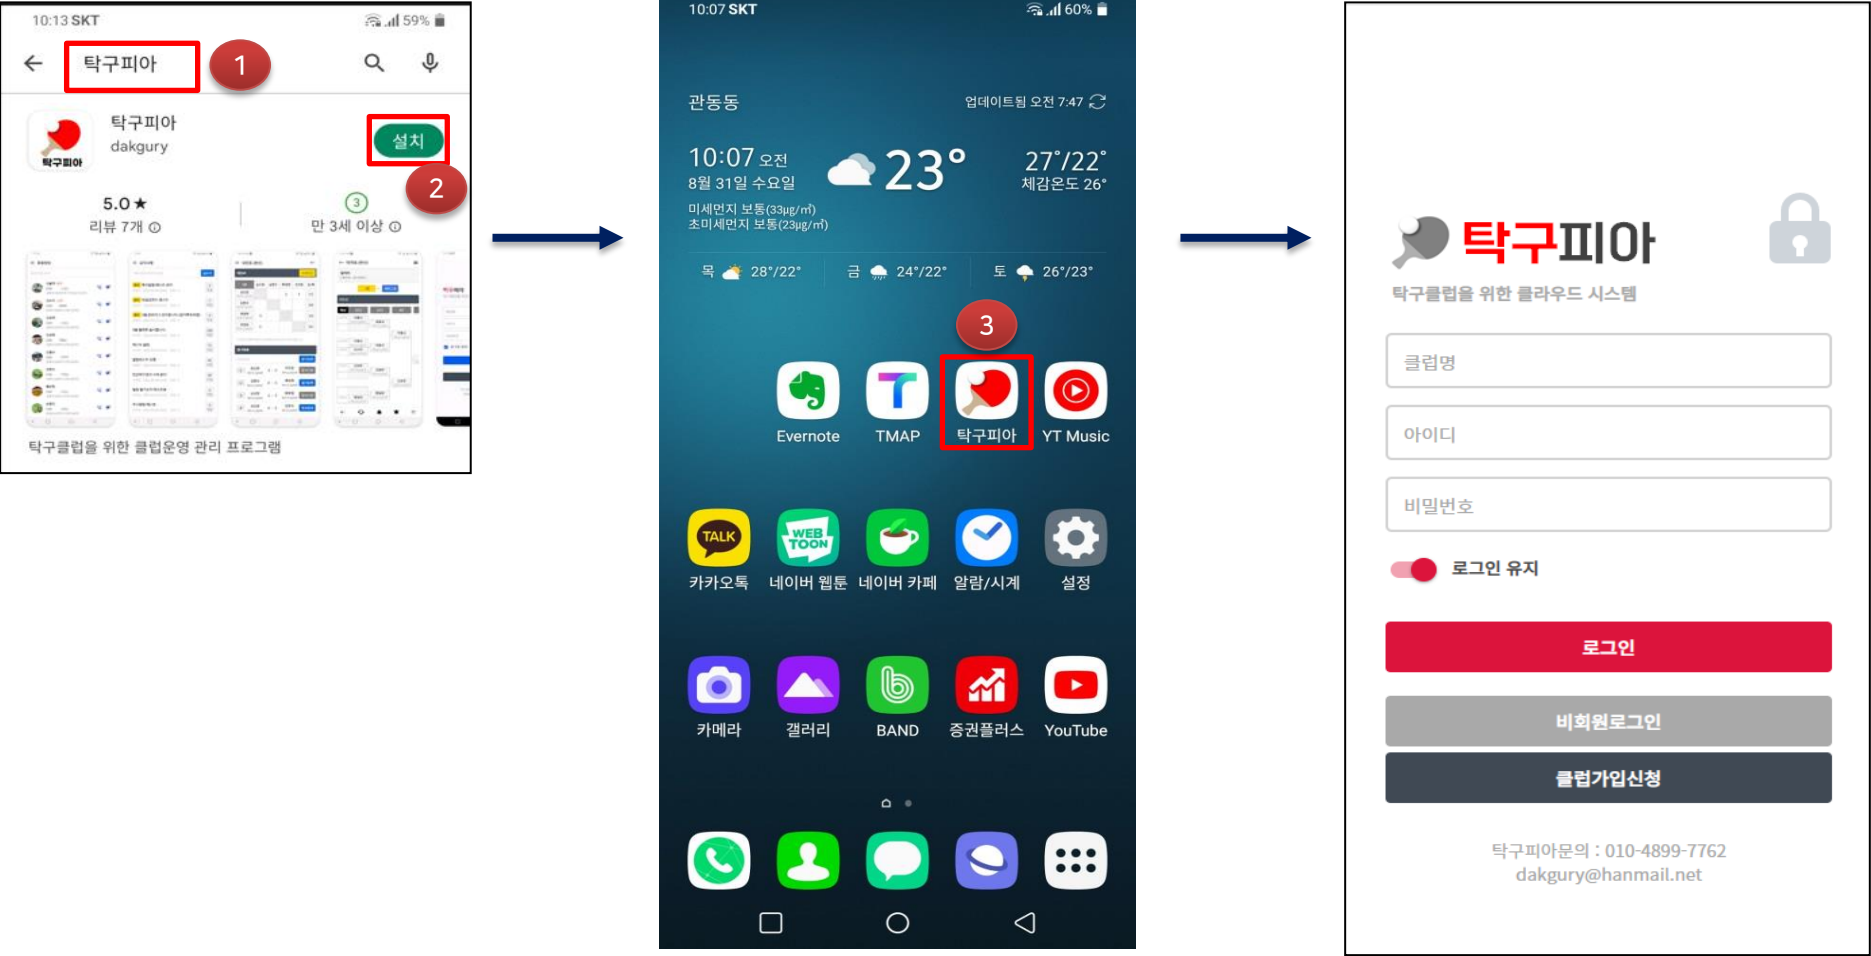 10:13 SKT
59%
탁구피아
1
탁구피아
dakgury
설치
탁구피아
2
5.0★
리뷰 7개
3
만 3세 이상
탁구클럽을 위한 클럽운영 관리 프로그램
10:07 SKT
60%
관동동
업데이트됨 오전 7:47
10:07 오전
8월 31일 수요일
23°
27°/22°
체감온도 26°
미세먼지 보통(33㎍/㎥)
초미세먼지 보통(23㎍/㎥)
목 28°/22°
금 24°/22°
토 26°/23°
3
Evernote
TMAP
탁구피아
YT Music
TALK
WEB
TOON
카카오톡
네이버 웹툰
네이버 카페
알람/시계
설정
카메라
갤러리
BAND
증권플러스
YouTube
탁구피아
탁구클럽을 위한 클라우드 시스템
클럽명
아이디
비밀번호
로그인 유지
로그인
비회원로그인
클럽가입신청
탁구피아문의 : 010-4899-7762
dakgury@hanmail.net